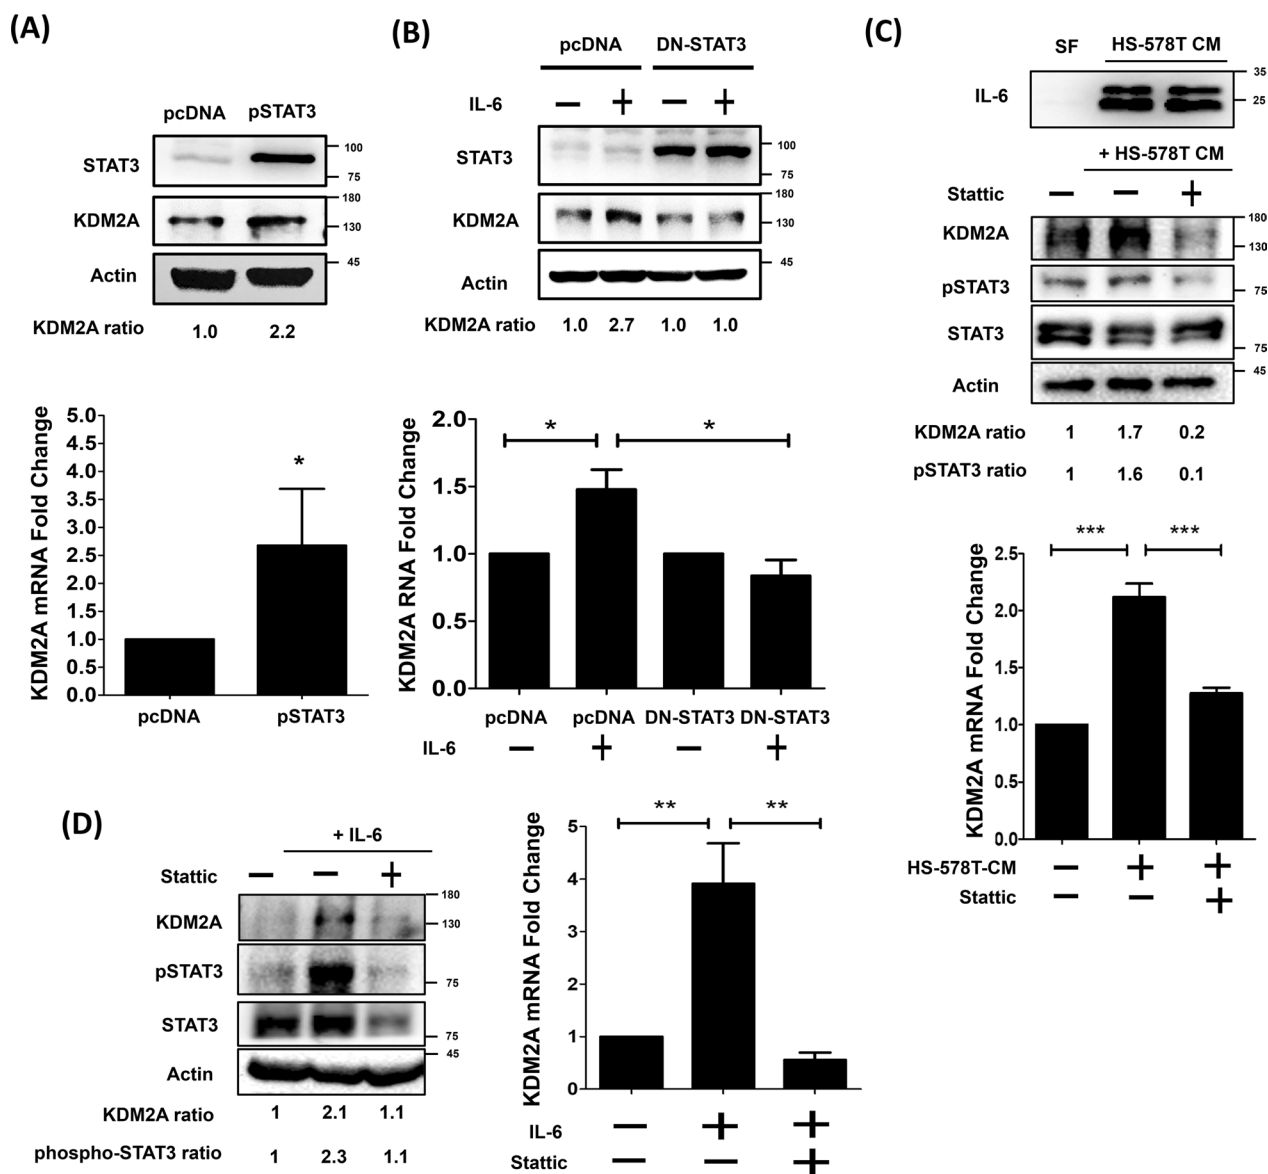 (A)
pcDNA pSTAT3
STAT3 100 75
KDM2A 180 130
Actin 45
KDM2A ratio 1.0 2.2
KDM2A mRNA Fold Change
5.0
4.5
4.0
3.5
3.0
2.5
2.0
1.5
1.0
0.5
0.0
*
pcDNA pSTAT3
(B)
pcDNA DN-STAT3
IL-6 — + — +
STAT3 100 75
KDM2A 180 130
Actin 45
KDM2A ratio 1.0 2.7 1.0 1.0
KDM2A RNA Fold Change
2.0
1.5
1.0
0.5
0.0
* *
pcDNA pcDNA DN-STAT3 DN-STAT3
IL-6 — + — +
(C)
SF HS-578T CM
IL-6 35 25
+ HS-578T CM
Stattic — — +
KDM2A 180 130
pSTAT3 75
STAT3 75
Actin 45
KDM2A ratio 1 1.7 0.2
pSTAT3 ratio 1 1.6 0.1
KDM2A mRNA Fold Change
2.5
2.0
1.5
1.0
0.5
0.0
*** ***
HS-578T-CM — + +
Stattic — — +
(D)
+ IL-6
Stattic — — +
KDM2A 180 130
pSTAT3 75
STAT3 75
Actin 45
KDM2A ratio 1 2.1 1.1
phospho-STAT3 ratio 1 2.3 1.1
KDM2A mRNA Fold Change
5
4
3
2
1
0
** **
IL-6 — + +
Stattic — — +